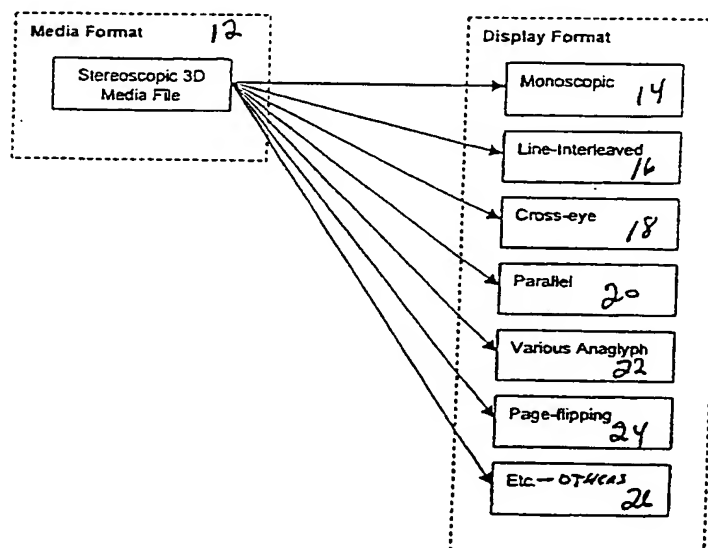 Media Format 12
Stereoscopic 3D
Media File
Display Format
Monoscopic 14
Line-Interleaved
16
Cross-eye
18
Parallel
20
Various Anaglyph
22
Page-flipping
24
Etc. — OTHERS
26